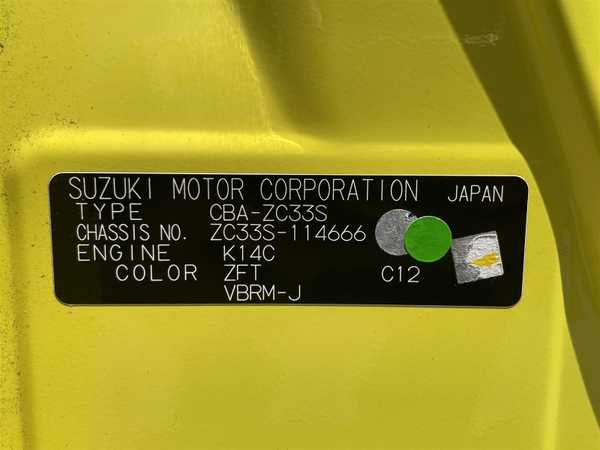 SUZUKI MOTOR CORPORATION JAPAN
TYPE CBA-ZC33S
CHASSIS NO. ZC33S-114666
ENGINE K14C
COLOR ZFT C12
VBRM-J